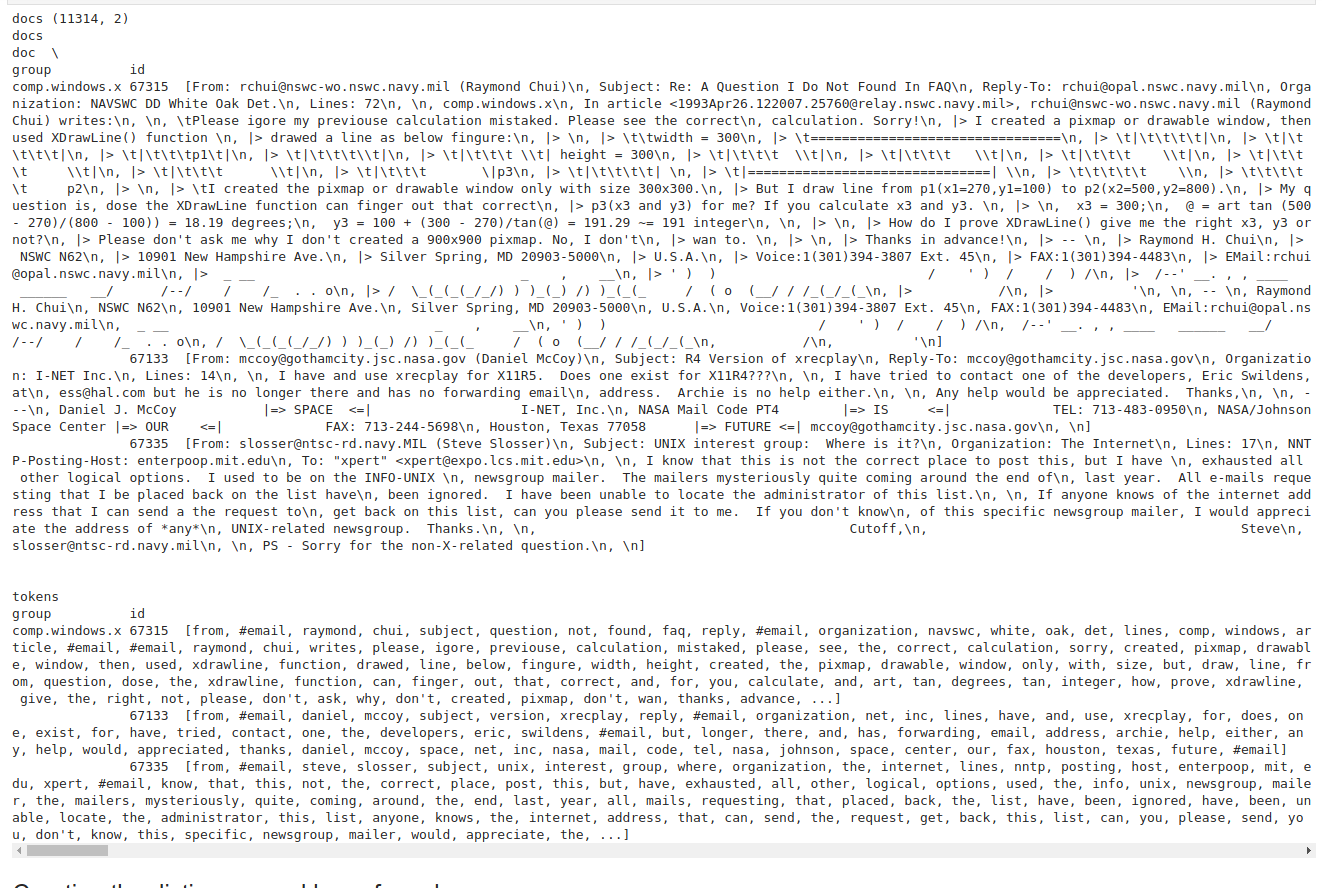 docs (11314, 2)
docs
doc  \
group          id
comp.windows.x 67315  [From: rchui@nswc-wo.nswc.navy.mil (Raymond Chui)\n, Subject: Re: A Question I Do Not Found In FAQ\n, Reply-To: rchui@opal.nswc.navy.mil\n, Orga
nization: NAVSWC DD White Oak Det.\n, Lines: 72\n, \n, comp.windows.x\n, In article <1993Apr26.122007.25760@relay.nswc.navy.mil>, rchui@nswc-wo.nswc.navy.mil (Raymond
Chui) writes:\n, \n, \tPlease igore my previouse calculation mistaked. Please see the correct\n, calculation. Sorry!\n, |> I created a pixmap or drawable window, then
used XDrawLine() function \n, |> drawed a line as below fingure:\n, |> \n, |> \t\twidth = 300\n, |> \t================================\n, |> \t|\t\t\t\t|\n, |> \t|\t
\t\t\t|\n, |> \t|\t\t\tp1\t|\n, |> \t|\t\t\t\\t|\n, |> \t|\t\t\t \\t| height = 300\n, |> \t|\t\t\t  \\t|\n, |> \t|\t\t\t   \\t|\n, |> \t|\t\t\t    \\t|\n, |> \t|\t\t
\t     \\t|\n, |> \t|\t\t\t      \\t|\n, |> \t|\t\t\t       \|p3\n, |> \t|\t\t\t\t| \n, |> \t|===============================| \\n, |> \t\t\t\t    \\n, |> \t\t\t\t
\t     p2\n, |> \n, |> \tI created the pixmap or drawable window only with size 300x300.\n, |> But I draw line from p1(x1=270,y1=100) to p2(x2=500,y2=800).\n, |> My q
uestion is, dose the XDrawLine function can finger out that correct\n, |> p3(x3 and y3) for me? If you calculate x3 and y3. \n, |> \n,  x3 = 300;\n,  @ = art tan (500
- 270)/(800 - 100)) = 18.19 degrees;\n,  y3 = 100 + (300 - 270)/tan(@) = 191.29 ~= 191 integer\n, \n, |> \n, |> How do I prove XDrawLine() give me the right x3, y3 or
not?\n, |> Please don't ask me why I don't created a 900x900 pixmap. No, I don't\n, |> wan to. \n, |> \n, |> Thanks in advance!\n, |> -- \n, |> Raymond H. Chui\n, |>
NSWC N62\n, |> 10901 New Hampshire Ave.\n, |> Silver Spring, MD 20903-5000\n, |> U.S.A.\n, |> Voice:1(301)394-3807 Ext. 45\n, |> FAX:1(301)394-4483\n, |> EMail:rchui
@opal.nswc.navy.mil\n, |>  _ __                                  _    ,    __\n, |> ' )  )                           /    ' )  /    /  ) /\n, |>  /--' __. , , ____
______   __/      /--/    /    /_  . . o\n, |> /  \_(_(_(_/_/) ) )_(_) /) )_(_(_     /  ( o  (__/ / /_(_/_(_\n, |>           /\n, |>          '\n, \n, -- \n, Raymond
H. Chui\n, NSWC N62\n, 10901 New Hampshire Ave.\n, Silver Spring, MD 20903-5000\n, U.S.A.\n, Voice:1(301)394-3807 Ext. 45\n, FAX:1(301)394-4483\n, EMail:rchui@opal.ns
wc.navy.mil\n,  _ __                                  _    ,    __\n, ' )  )                           /    ' )  /    /  ) /\n,  /--' __. , , ____   ______   __/
/--/    /    /_  . . o\n, /  \_(_(_(_/_/) ) )_(_) /) )_(_(_     /  ( o  (__/ / /_(_/_(_\n,           /\n,          '\n]
67133  [From: mccoy@gothamcity.jsc.nasa.gov (Daniel McCoy)\n, Subject: R4 Version of xrecplay\n, Reply-To: mccoy@gothamcity.jsc.nasa.gov\n, Organizatio
n: I-NET Inc.\n, Lines: 14\n, \n, I have and use xrecplay for X11R5.  Does one exist for X11R4???\n, \n, I have tried to contact one of the developers, Eric Swildens,
at\n, ess@hal.com but he is no longer there and has no forwarding email\n, address.  Archie is no help either.\n, \n, Any help would be appreciated.  Thanks,\n, \n, -
--\n, Daniel J. McCoy           |=> SPACE  <=|                   I-NET, Inc.\n, NASA Mail Code PT4        |=> IS     <=|             TEL: 713-483-0950\n, NASA/Johnson
Space Center |=> OUR    <=|             FAX: 713-244-5698\n, Houston, Texas 77058      |=> FUTURE <=| mccoy@gothamcity.jsc.nasa.gov\n, \n]
67335  [From: slosser@ntsc-rd.navy.MIL (Steve Slosser)\n, Subject: UNIX interest group:  Where is it?\n, Organization: The Internet\n, Lines: 17\n, NNT
P-Posting-Host: enterpoop.mit.edu\n, To: "xpert" <xpert@expo.lcs.mit.edu>\n, \n, I know that this is not the correct place to post this, but I have \n, exhausted all
other logical options.  I used to be on the INFO-UNIX \n, newsgroup mailer.  The mailers mysteriously quite coming around the end of\n, last year.  All e-mails reque
sting that I be placed back on the list have\n, been ignored.  I have been unable to locate the administrator of this list.\n, \n, If anyone knows of the internet add
ress that I can send a the request to\n, get back on this list, can you please send it to me.  If you don't know\n, of this specific newsgroup mailer, I would appreci
ate the address of *any*\n, UNIX-related newsgroup.  Thanks.\n, \n,                                        Cutoff,\n,                                        Steve\n,
slosser@ntsc-rd.navy.mil\n, \n, PS - Sorry for the non-X-related question.\n, \n]
tokens
group          id
comp.windows.x 67315  [from, #email, raymond, chui, subject, question, not, found, faq, reply, #email, organization, navswc, white, oak, det, lines, comp, windows, ar
ticle, #email, #email, raymond, chui, writes, please, igore, previouse, calculation, mistaked, please, see, the, correct, calculation, sorry, created, pixmap, drawabl
e, window, then, used, xdrawline, function, drawed, line, below, fingure, width, height, created, the, pixmap, drawable, window, only, with, size, but, draw, line, fr
om, question, dose, the, xdrawline, function, can, finger, out, that, correct, and, for, you, calculate, and, art, tan, degrees, tan, integer, how, prove, xdrawline,
give, the, right, not, please, don't, ask, why, don't, created, pixmap, don't, wan, thanks, advance, ...]
67133  [from, #email, daniel, mccoy, subject, version, xrecplay, reply, #email, organization, net, inc, lines, have, and, use, xrecplay, for, does, on
e, exist, for, have, tried, contact, one, the, developers, eric, swildens, #email, but, longer, there, and, has, forwarding, email, address, archie, help, either, an
y, help, would, appreciated, thanks, daniel, mccoy, space, net, inc, nasa, mail, code, tel, nasa, johnson, space, center, our, fax, houston, texas, future, #email]
67335  [from, #email, steve, slosser, subject, unix, interest, group, where, organization, the, internet, lines, nntp, posting, host, enterpoop, mit, e
du, xpert, #email, know, that, this, not, the, correct, place, post, this, but, have, exhausted, all, other, logical, options, used, the, info, unix, newsgroup, maile
r, the, mailers, mysteriously, quite, coming, around, the, end, last, year, all, mails, requesting, that, placed, back, the, list, have, been, ignored, have, been, un
able, locate, the, administrator, this, list, anyone, knows, the, internet, address, that, can, send, the, request, get, back, this, list, can, you, please, send, yo
u, don't, know, this, specific, newsgroup, mailer, would, appreciate, the, ...]